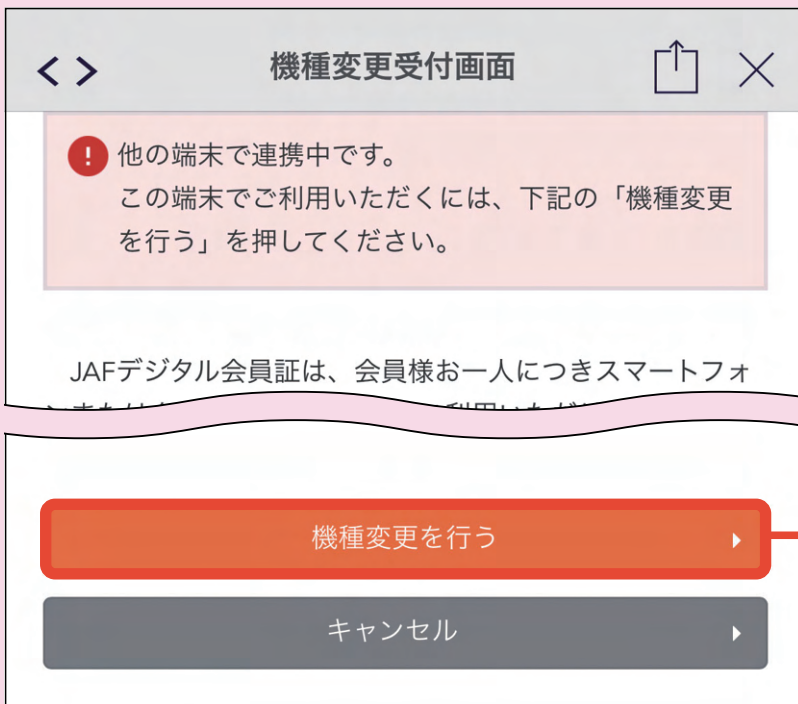 機種変更受付画面
他の端末で連携中です。
この端末でご利用いただくには、下記の「機種変更
を行う」を押してください。
JAFデジタル会員証は、会員様お一人につきスマートフォ
機種変更を行う
キャンセル